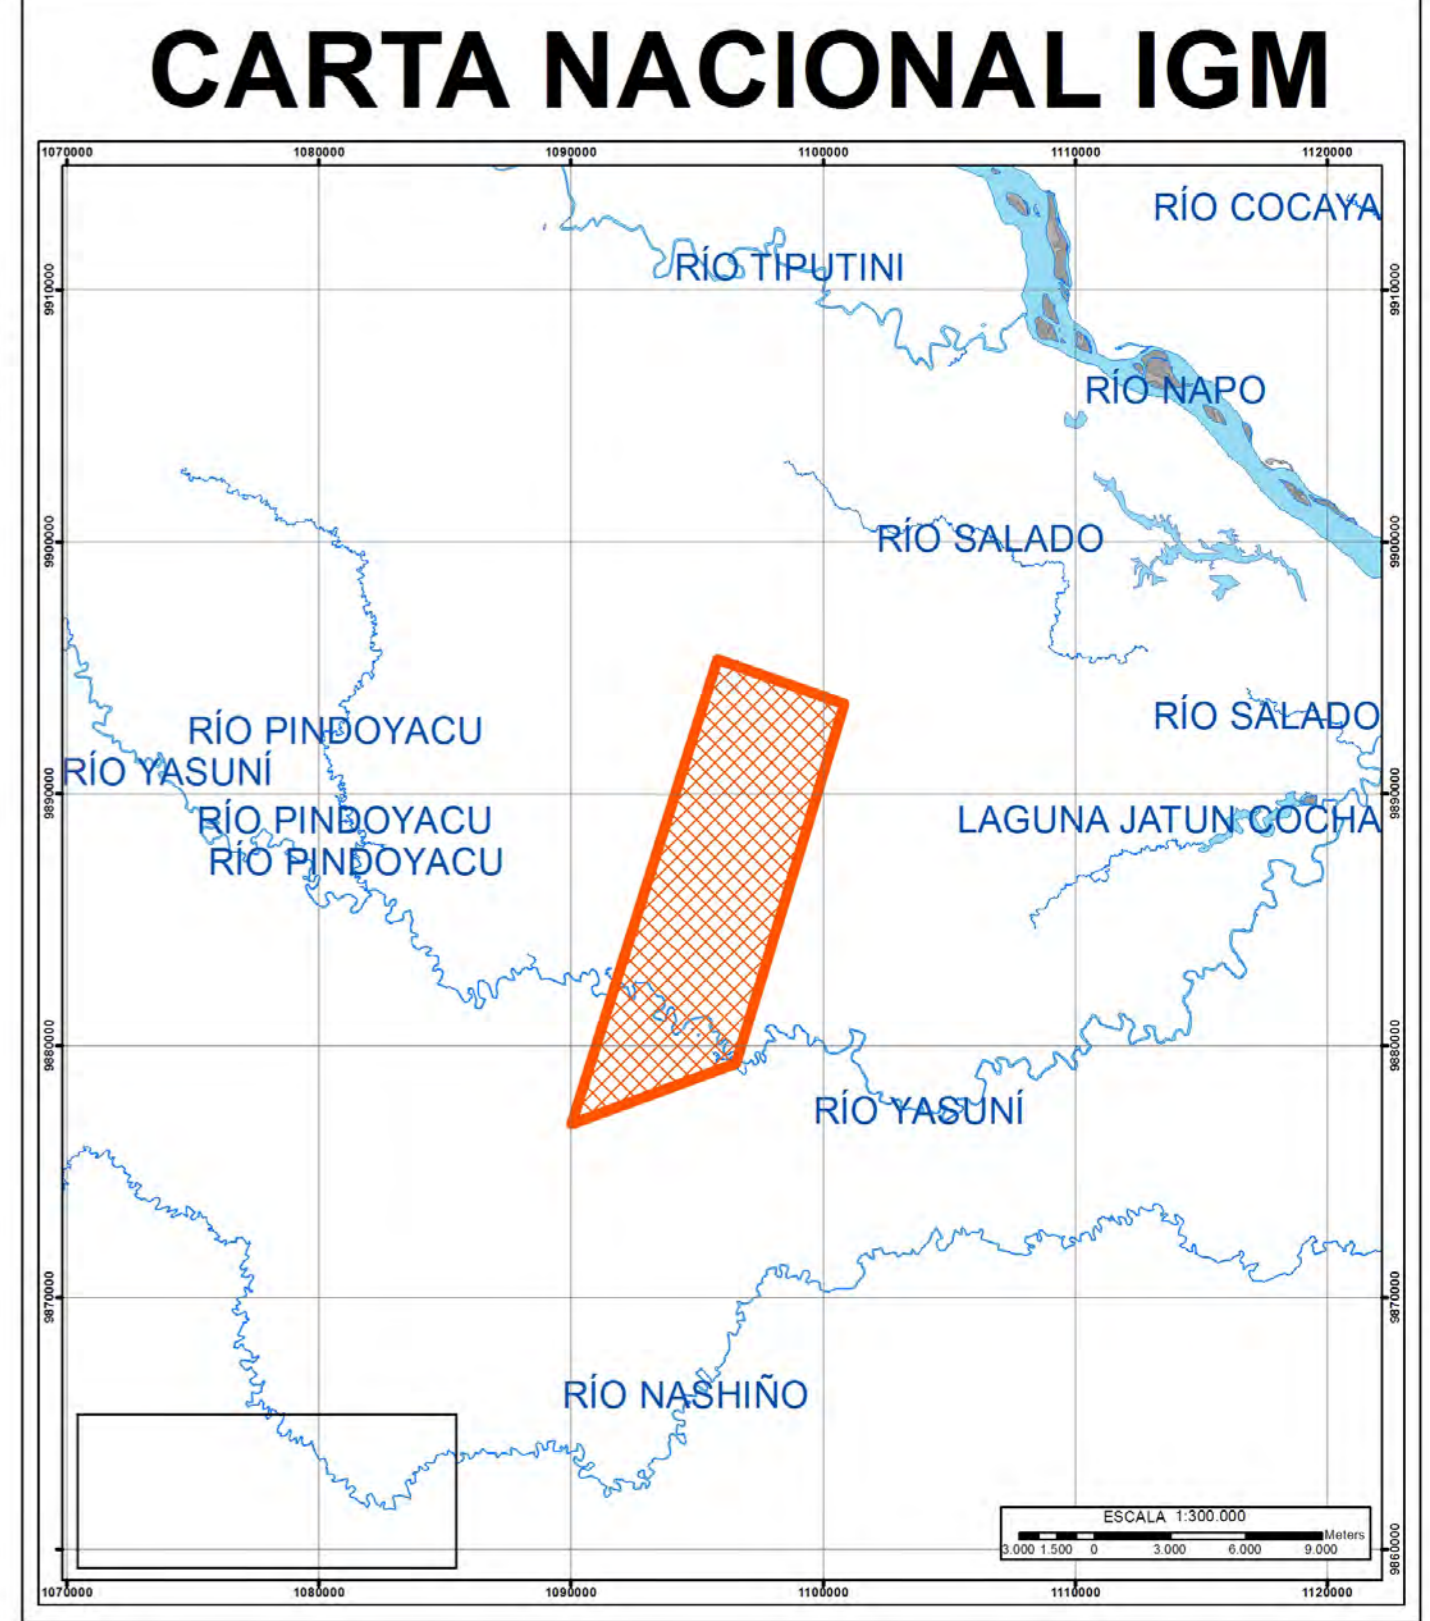 CARTA NACIONAL IGM
1070000 1080000 1090000 1100000 1110000 1120000
RÍO COCAYA
RÍO TIPUTINI
9910000 9910000
RÍO NAPO
RÍO SALADO
9900000 9900000
RÍO SALADO
RÍO PINDOYACU
RÍO YASUNÍ
9890000 9890000
RÍO PINDOYACU
LAGUNA JATUN COCHA
RÍO PINDOYACU
9880000 9880000
RÍO YASUNÍ
9870000 9870000
RÍO NASHIÑO
ESCALA 1:300.000
Meters
3.000 1.500 0 3.000 6.000 9.000
9860000
1070000 1080000 1090000 1100000 1110000 1120000